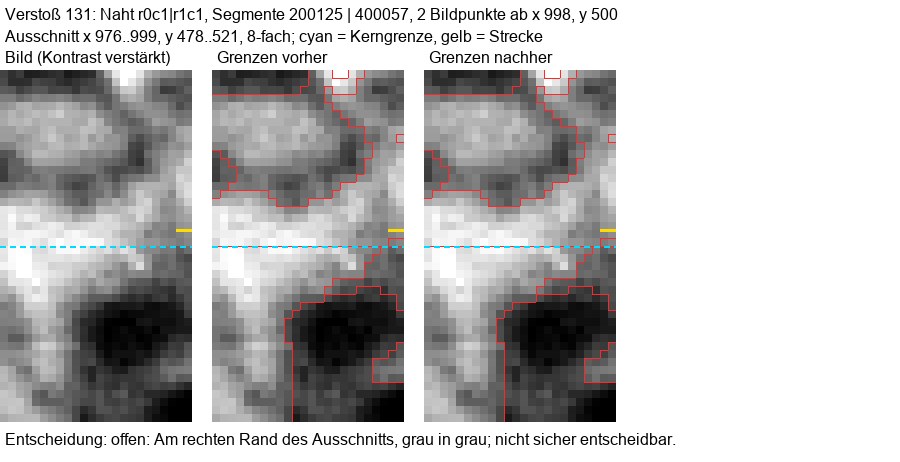 Verstoß 131: Naht r0c1|r1c1, Segmente 200125 | 400057, 2 Bildpunkte ab x 998, y 500
Ausschnitt x 976..999, y 478..521, 8-fach; cyan = Kerngrenze, gelb = Strecke
Bild (Kontrast verstärkt) Grenzen vorher Grenzen nachher
Entscheidung: offen: Am rechten Rand des Ausschnitts, grau in grau; nicht sicher entscheidbar.